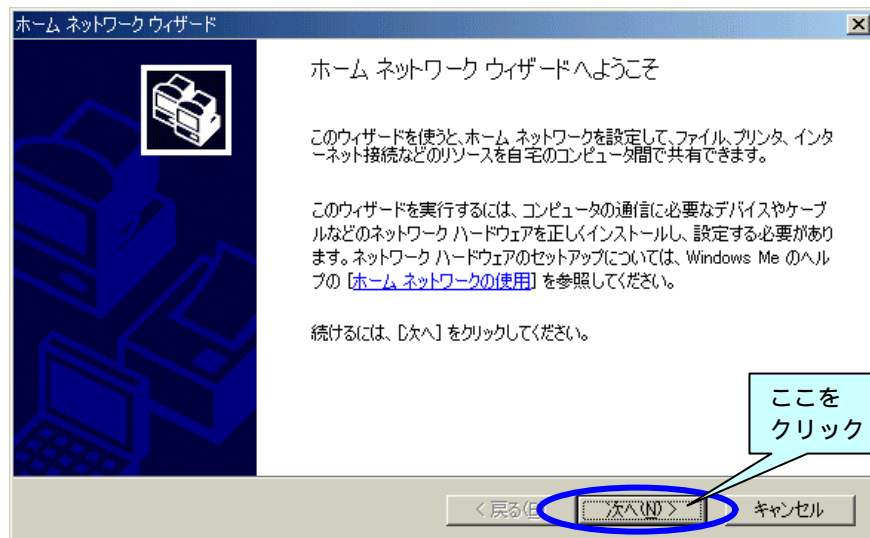 ホーム ネットワーク ウィザード
ホーム ネットワーク ウィザードへようこそ
このウィザードを使うと、ホーム ネットワークを設定して、ファイル、プリンタ、インタ
ーネット接続などのリソースを自宅のコンピュータ間で共有できます。
このウィザードを実行するには、コンピュータの通信に必要なデバイスやケーブ
ルなどのネットワーク ハードウェアを正しくインストールし、設定する必要があり
ます。ネットワーク ハードウェアのセットアップについては、Windows Me のヘル
プの [ホーム ネットワークの使用] を参照してください。
続けるには、[次へ] をクリックしてください。
ここを
クリック
< 戻る(B
次へ(N) >
キャンセル